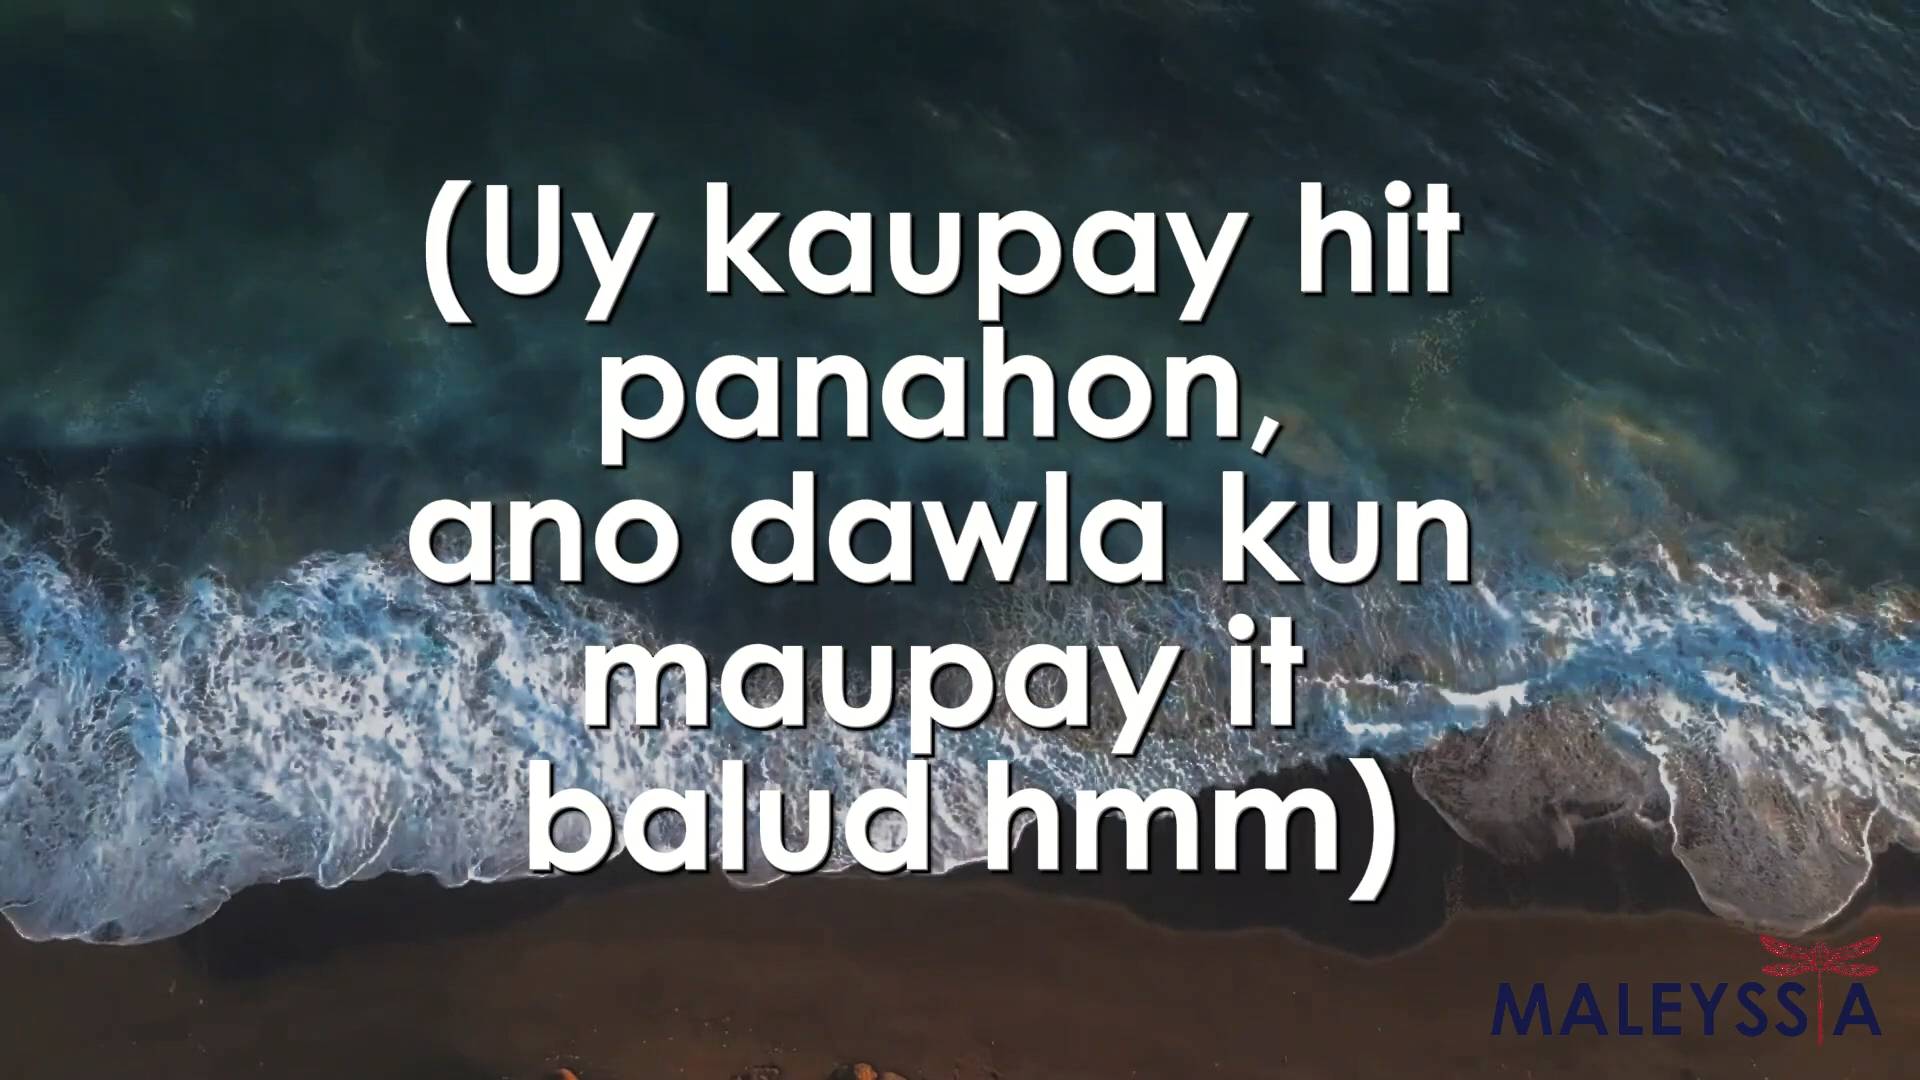 (Uy kaupay hit
panahon,
ano dawla kun
maupay it
balud hmm)
MALEYSSIA